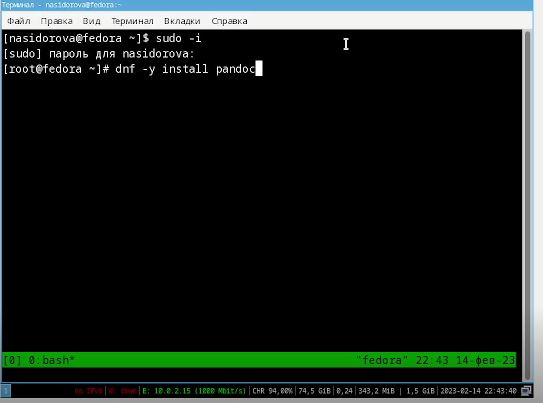 Терминал - nasidorova@fedora:~
Файл Правка Вид Терминал Вкладки Справка
[nasidorova@fedora ~]$ sudo -i
[sudo] пароль для nasidorova:
[root@fedora ~]# dnf -y install pandoc
[0] 0:bash* "fedora" 22:43 14-фев-23
1 no IPv6 W: down E: 10.0.2.15 (1000 Mbit/s) CHR 94,00% 74,5 GiB 0,24 343,2 MiB 1,5 GiB 2023-02-14 22:43:40